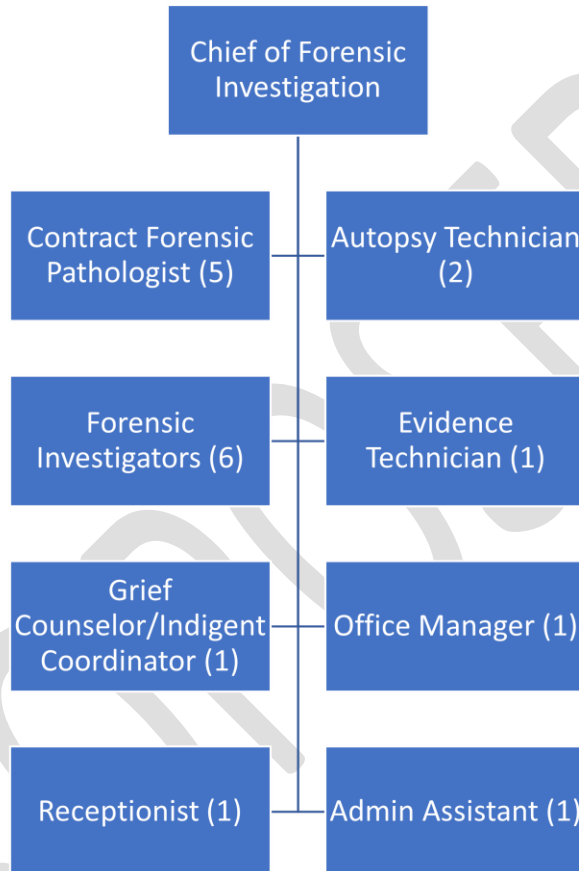 Chief of Forensic
Investigation
Contract Forensic
Pathologist (5)
Autopsy Technician
(2)
Forensic
Investigators (6)
Evidence
Technician (1)
Grief
Counselor/Indigent
Coordinator (1)
Office Manager (1)
Receptionist (1)
Admin Assistant (1)